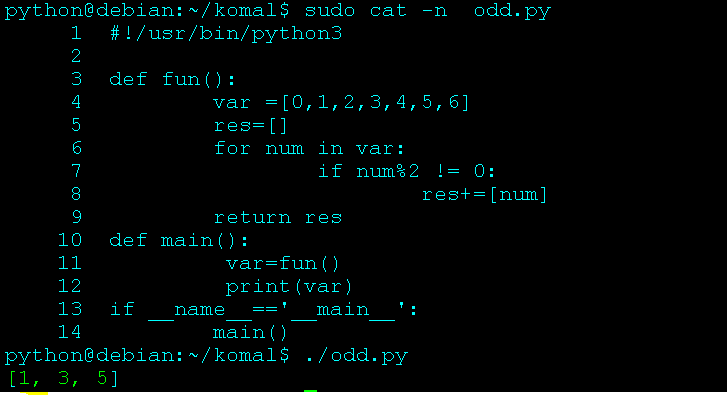 python@debian:~/komal$ sudo cat -n  odd.py
     1  #!/usr/bin/python3
     2
     3  def fun():
     4          var =[0,1,2,3,4,5,6]
     5          res=[]
     6          for num in var:
     7                  if num%2 != 0:
     8                          res+=[num]
     9          return res
    10  def main():
    11           var=fun()
    12           print(var)
    13  if __name__=='__main__':
    14          main()
python@debian:~/komal$ ./odd.py
[1, 3, 5]